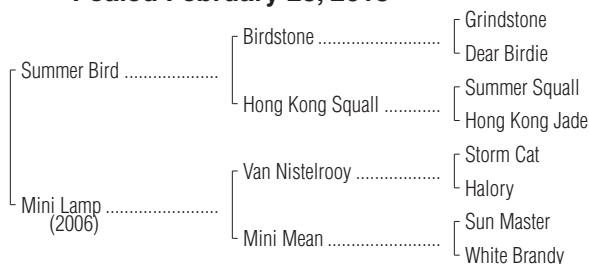 Grindstone
Birdstone ..........................
Dear Birdie
Summer Bird ....................
Summer Squall
Hong Kong Squall ............
Hong Kong Jade
Storm Cat
Van Nistelrooy ..................
Halory
Mini Lamp ........................
(2006)
Sun Master
Mini Mean ........................
White Brandy